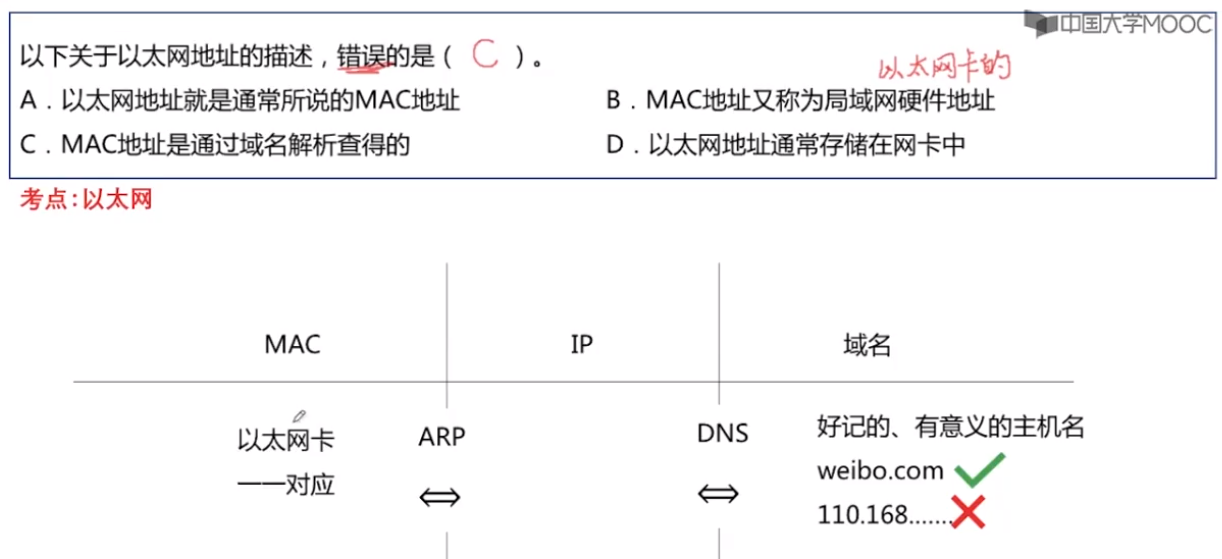 中国大学MOOC
以下关于以太网地址的描述，错误的是（ C ）。
以太网卡的
A．以太网地址就是通常所说的MAC地址 B．MAC地址又称为局域网硬件地址
C．MAC地址是通过域名解析查得的 D．以太网地址通常存储在网卡中
考点:以太网
MAC IP 域名
以太网卡 ARP DNS 好记的、有意义的主机名
一一对应 weibo.com
110.168.......